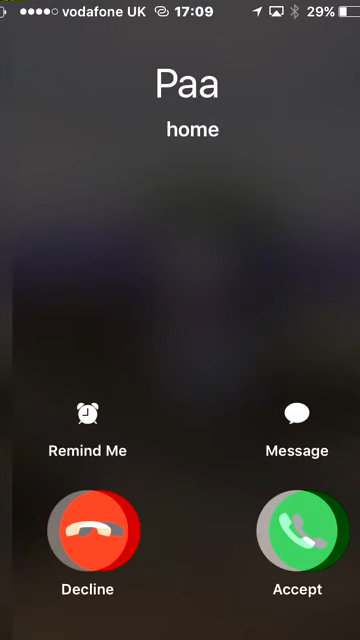 vodafone UK 17:09 29%
Paa
home
Remind Me Message
Decline Accept